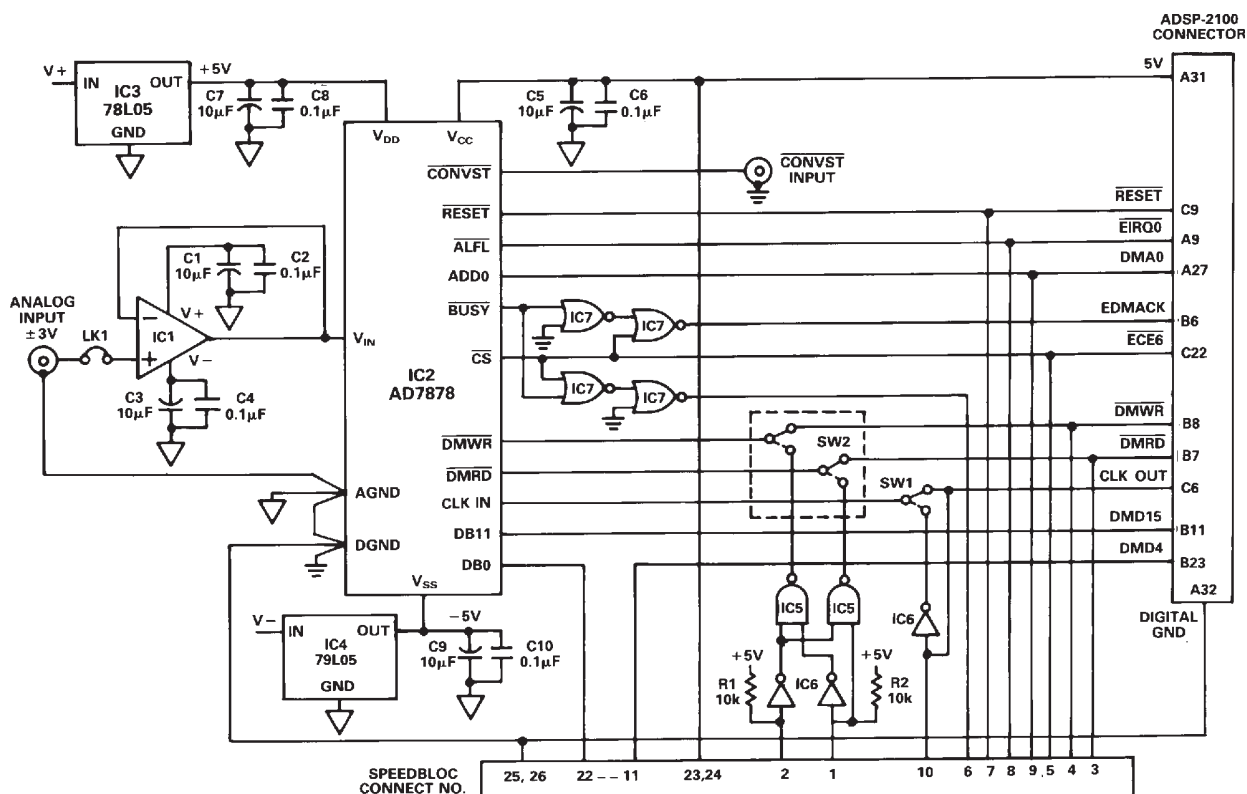 ADSP-2100
CONNECTOR
V+
IN
OUT
+5V
IC3
78L05
GND
C7
10µF
C8
0.1µF
C5
10µF
C6
0.1µF
5V
A31
VDD
VCC
CONVST
CONVST
INPUT
RESET
RESET
C9
ALFL
EIRQ0
A9
ADD0
DMA0
A27
C1
10µF
C2
0.1µF
ANALOG
INPUT
±3V
LK1
V+
IC1
V−
VIN
BUSY
IC7
IC7
EDMACK
B6
CS
ECE6
C22
IC2
AD7878
IC7
IC7
C3
10µF
C4
0.1µF
DMWR
SW2
DMWR
B8
DMRD
DMRD
B7
CLK IN
SW1
CLK OUT
C6
AGND
DB11
DMD15
B11
DGND
DB0
DMD4
B23
VSS
A32
DIGITAL
GND
V−
IN
OUT
−5V
IC4
79L05
GND
C9
10µF
C10
0.1µF
IC5
IC5
IC6
+5V
R1
10k
IC6
+5V
R2
10k
SPEEDBLOC
CONNECT NO.
25, 26
22 – – 11
23,24
2
1
10
6
7
8
9
5
4
3